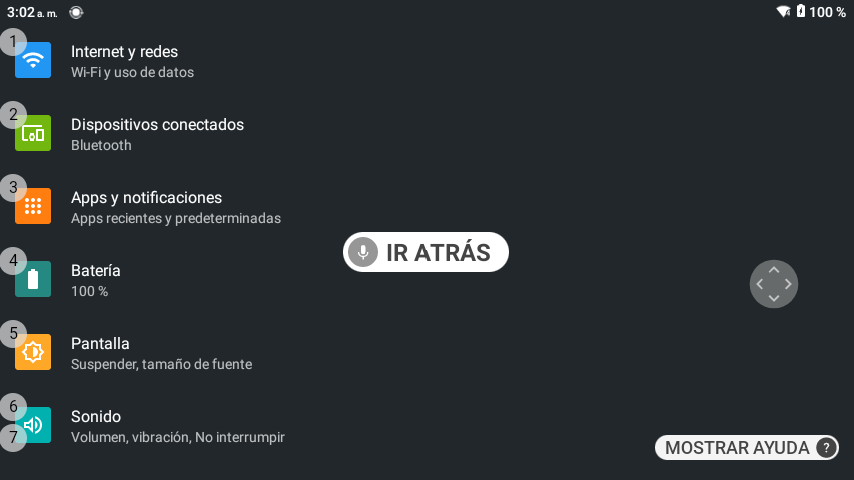 3:02 a. m.
100 %
1
Internet y redes
Wi-Fi y uso de datos
2
Dispositivos conectados
Bluetooth
3
Apps y notificaciones
Apps recientes y predeterminadas
IR ATRÁS
4
Batería
100 %
5
Pantalla
Suspender, tamaño de fuente
6
Sonido
7
Volumen, vibración, No interrumpir
MOSTRAR AYUDA ?